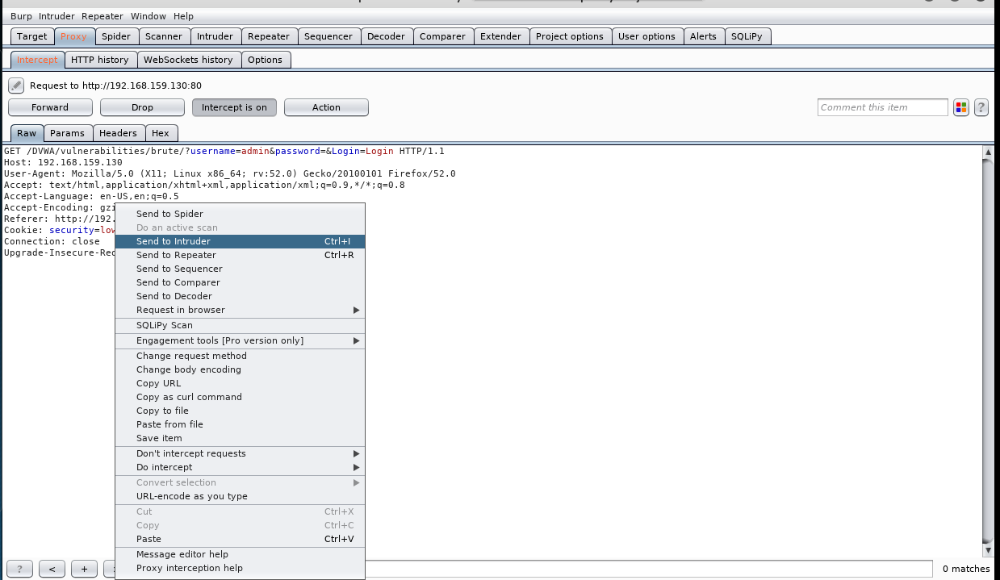 Burp Intruder Repeater Window Help
Target Proxy Spider Scanner Intruder Repeater Sequencer Decoder Comparer Extender Project options User options Alerts SQLiPy
Intercept HTTP history WebSockets history Options
Request to http://192.168.159.130:80
Forward Drop Intercept is on Action Comment this item ?
Raw Params Headers Hex
GET /DVWA/vulnerabilities/brute/?username=admin&password=&Login=Login HTTP/1.1
Host: 192.168.159.130
User-Agent: Mozilla/5.0 (X11; Linux x86_64; rv:52.0) Gecko/20100101 Firefox/52.0
Accept: text/html,application/xhtml+xml,application/xml;q=0.9,*/*;q=0.8
Accept-Language: en-US,en;q=0.5
Accept-Encoding: gzi
Referer: http://192.
Cookie: security=low
Connection: close
Upgrade-Insecure-Req
Send to Spider
Do an active scan
Send to Intruder Ctrl+I
Send to Repeater Ctrl+R
Send to Sequencer
Send to Comparer
Send to Decoder
Request in browser
SQLiPy Scan
Engagement tools [Pro version only]
Change request method
Change body encoding
Copy URL
Copy as curl command
Copy to file
Paste from file
Save item
Don't intercept requests
Do intercept
Convert selection
URL-encode as you type
Cut Ctrl+X
Copy Ctrl+C
Paste Ctrl+V
Message editor help
Proxy interception help
? < + 0 matches